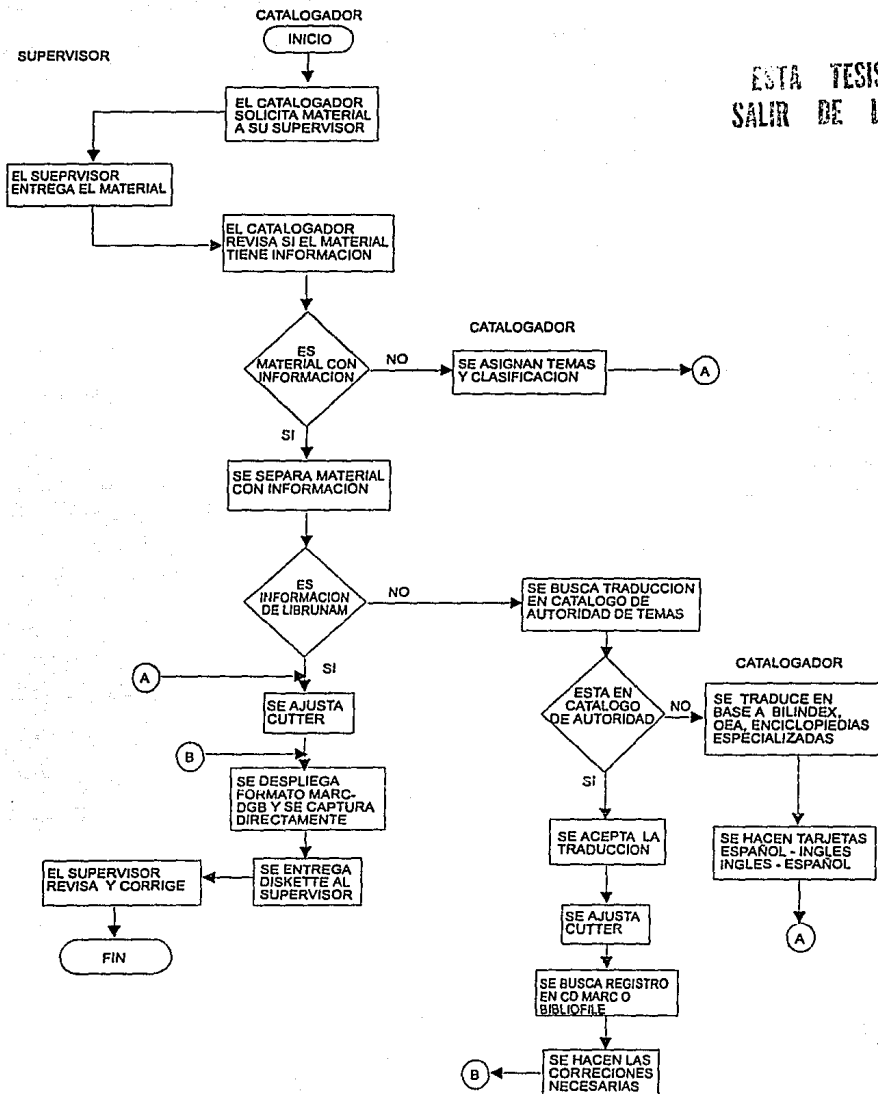 CATALOGADOR
INICIO
SUPERVISOR
ESTA TESIS
SALIR DE L
EL CATALOGADOR
SOLICITA MATERIAL
A SU SUPERVISOR
EL SUEPRVISOR
ENTREGA EL MATERIAL
EL CATALOGADOR
REVISA SI EL MATERIAL
TIENE INFORMACION
ES
MATERIAL CON
INFORMACION
NO
CATALOGADOR
SE ASIGNAN TEMAS
Y CLASIFICACION
A
SI
SE SEPARA MATERIAL
CON INFORMACION
ES
INFORMACION
DE LIBRUNAM
NO
SE BUSCA TRADUCCION
EN CATALOGO DE
AUTORIDAD DE TEMAS
A
SI
SE AJUSTA
CUTTER
B
SE DESPLIEGA
FORMATO MARC-
DGB Y SE CAPTURA
DIRECTAMENTE
SE ENTREGA
DISKETTE AL
SUPERVISOR
EL SUPERVISOR
REVISA Y CORRIGE
FIN
ESTA EN
CATALOGO
DE AUTORIDAD
NO
CATALOGADOR
SE TRADUCE EN
BASE A BILINDEX,
OEA, ENCICLOPIEDIAS
ESPECIALIZADAS
SE HACEN TARJETAS
ESPAÑOL - INGLES
INGLES - ESPAÑOL
A
SI
SE ACEPTA LA
TRADUCCION
SE AJUSTA
CUTTER
SE BUSCA REGISTRO
EN CD MARC O
BIBLIOFILE
SE HACEN LAS
CORRECIONES
NECESARIAS
B